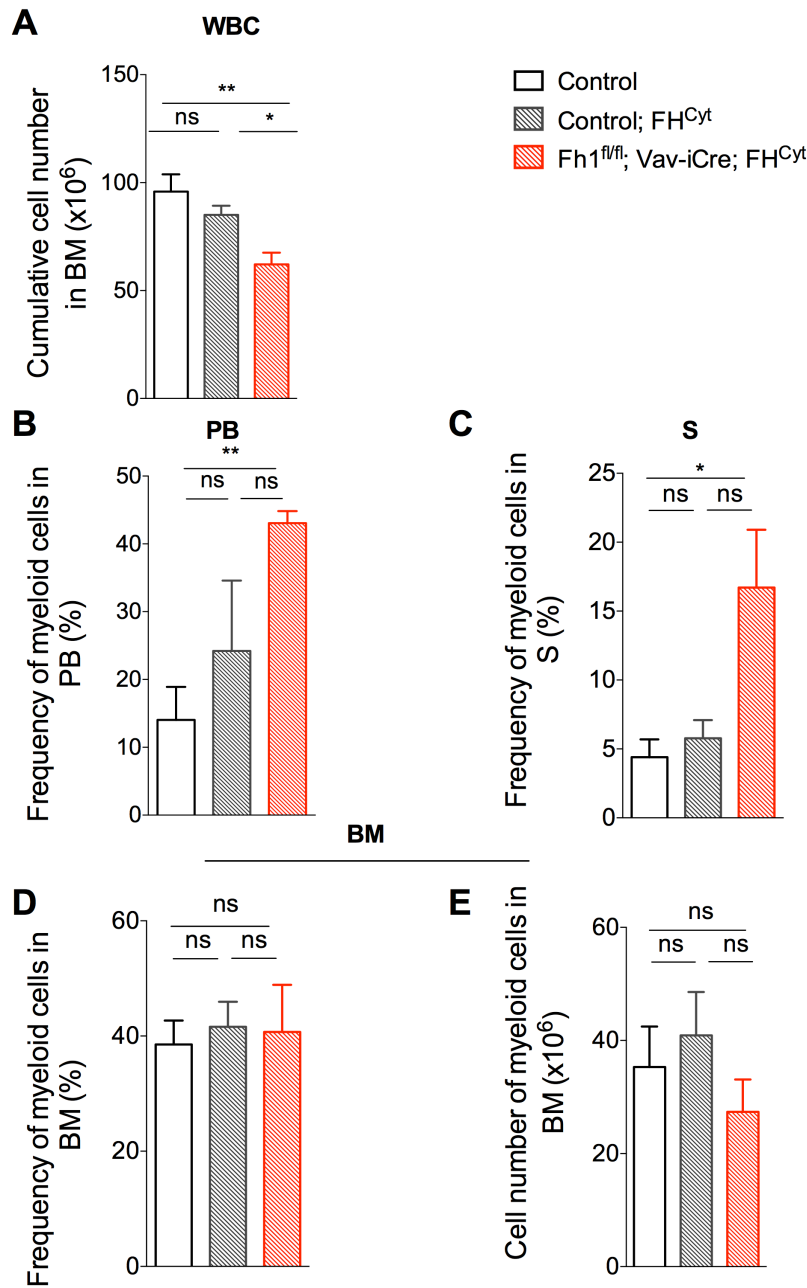 A
WBC
Cumulative cell number
in BM (x10⁶)
150
100
50
0
**
ns
*
Control
Control; FHᶜʸᵗ
Fh1ᶠˡ/ᶠˡ; Vav-iCre; FHᶜʸᵗ
B
PB
Frequency of myeloid cells in
PB (%)
50
40
30
20
10
0
**
ns
ns
C
S
Frequency of myeloid cells in
S (%)
25
20
15
10
5
0
*
ns
ns
BM
D
Frequency of myeloid cells in
BM (%)
60
40
20
0
ns
ns
ns
E
Cell number of myeloid cells in
BM (x10⁶)
60
40
20
0
ns
ns
ns